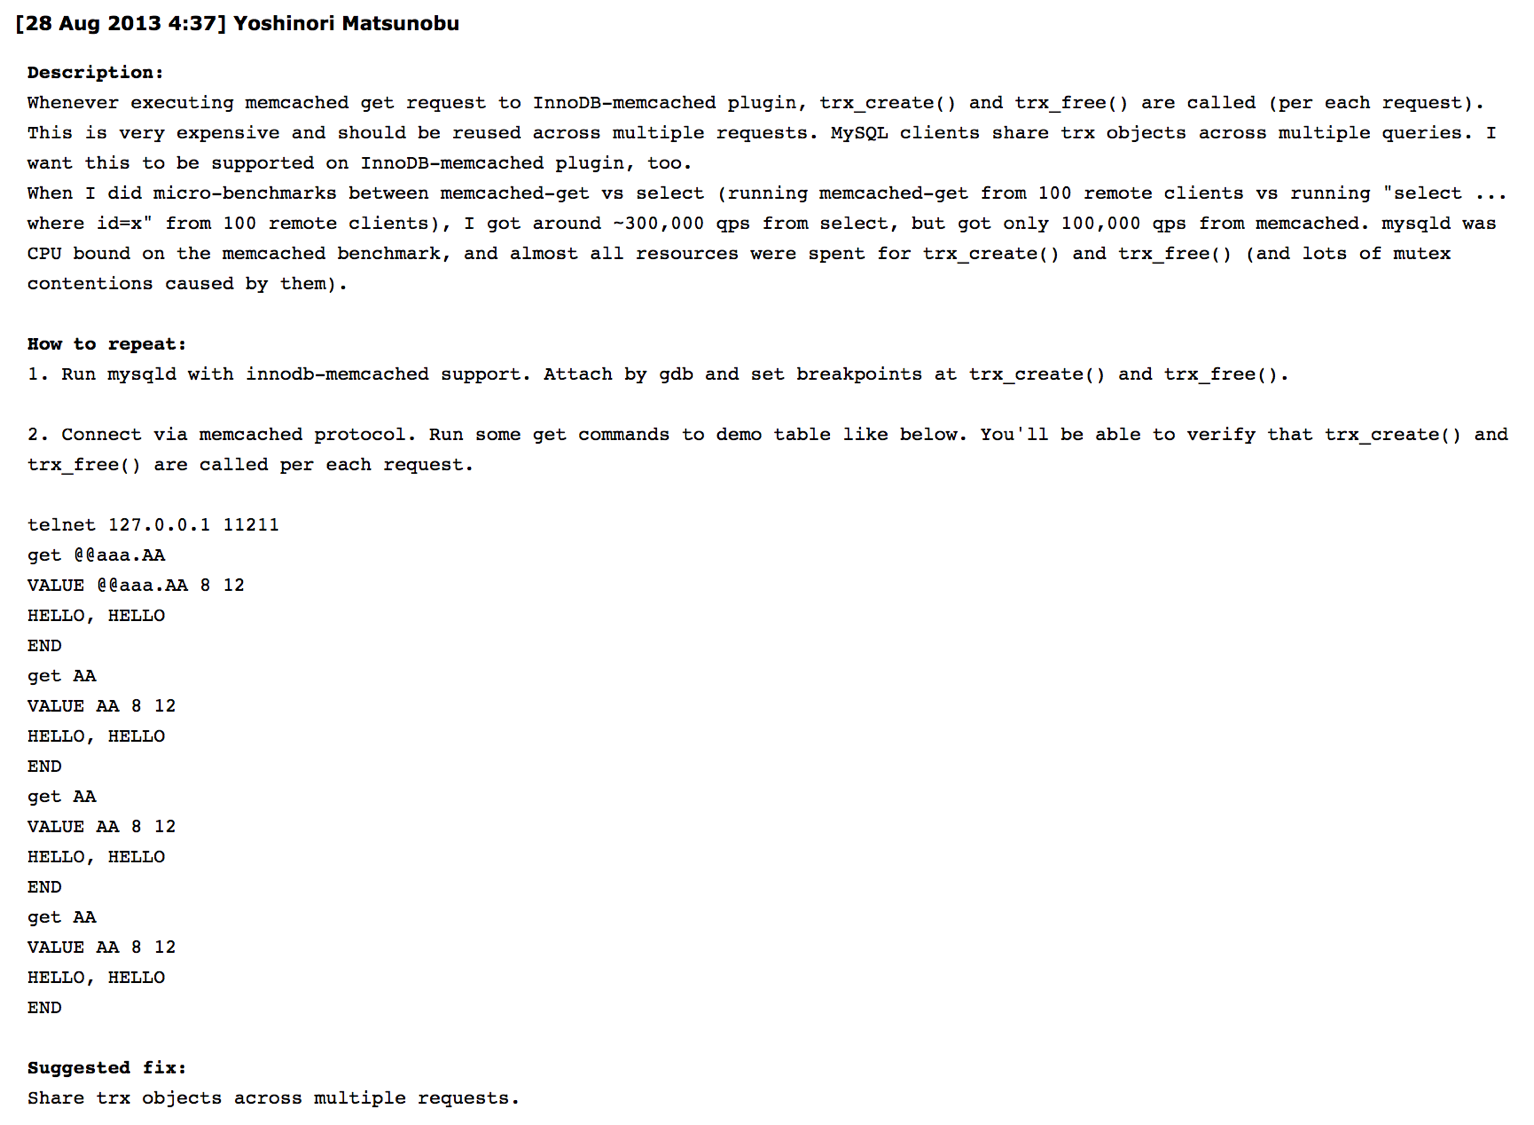 [28 Aug 2013 4:37] Yoshinori Matsunobu
Description:
Whenever executing memcached get request to InnoDB-memcached plugin, trx_create() and trx_free() are called (per each request).
This is very expensive and should be reused across multiple requests. MySQL clients share trx objects across multiple queries. I
want this to be supported on InnoDB-memcached plugin, too.
When I did micro-benchmarks between memcached-get vs select (running memcached-get from 100 remote clients vs running "select ...
where id=x" from 100 remote clients), I got around ~300,000 qps from select, but got only 100,000 qps from memcached. mysqld was
CPU bound on the memcached benchmark, and almost all resources were spent for trx_create() and trx_free() (and lots of mutex
contentions caused by them).
How to repeat:
1. Run mysqld with innodb-memcached support. Attach by gdb and set breakpoints at trx_create() and trx_free().
2. Connect via memcached protocol. Run some get commands to demo table like below. You'll be able to verify that trx_create() and
trx_free() are called per each request.
telnet 127.0.0.1 11211
get @@aaa.AA
VALUE @@aaa.AA 8 12
HELLO, HELLO
END
get AA
VALUE AA 8 12
HELLO, HELLO
END
get AA
VALUE AA 8 12
HELLO, HELLO
END
get AA
VALUE AA 8 12
HELLO, HELLO
END
Suggested fix:
Share trx objects across multiple requests.